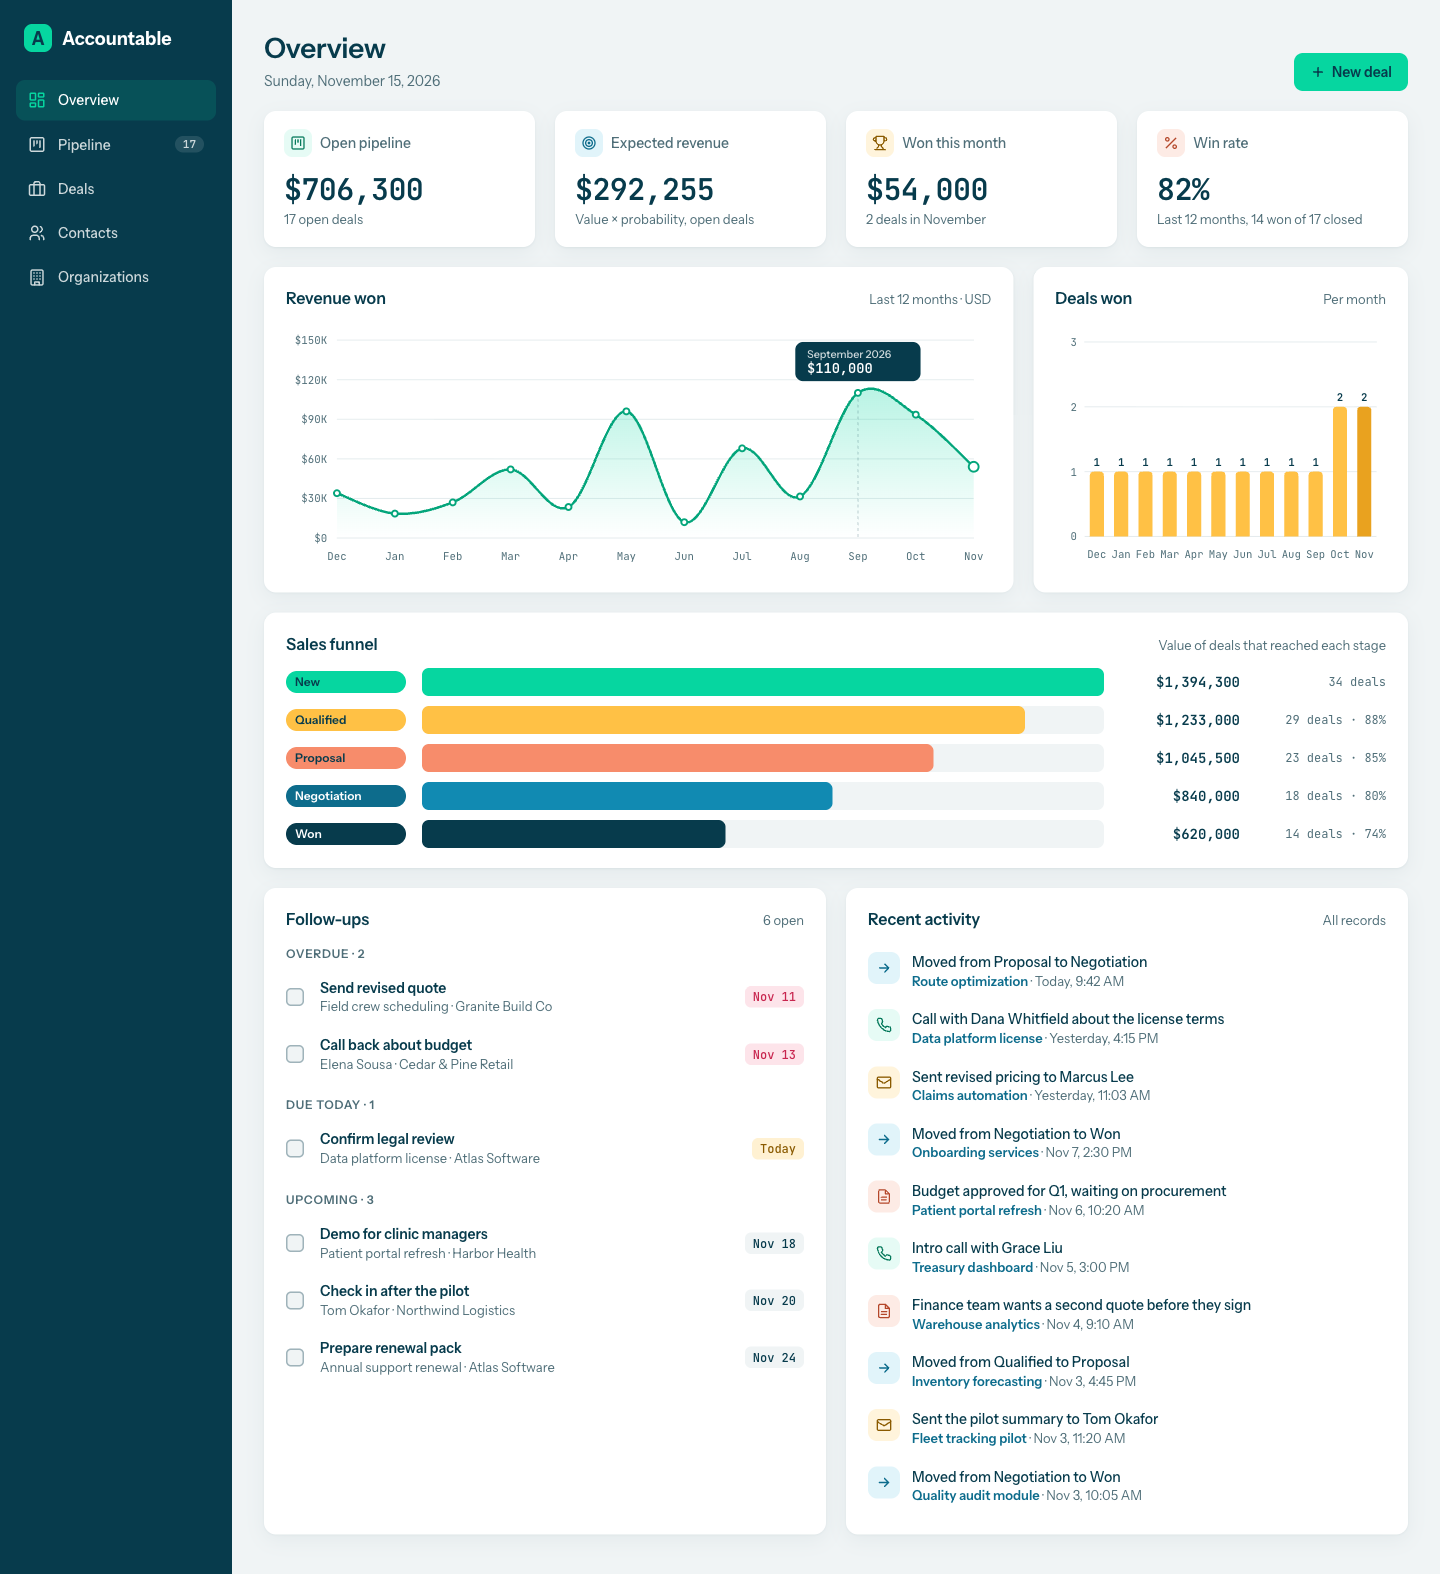 A Accountable
Overview
Pipeline 17
Deals
Contacts
Organizations
Overview
Sunday, November 15, 2026
+ New deal
Open pipeline
$706,300
17 open deals
Expected revenue
$292,255
Value × probability, open deals
Won this month
$54,000
2 deals in November
Win rate
82%
Last 12 months, 14 won of 17 closed
Revenue won
Last 12 months · USD
$150K
$120K
$90K
$60K
$30K
$0
September 2026
$110,000
Dec Jan Feb Mar Apr May Jun Jul Aug Sep Oct Nov
Deals won
Per month
3
2
1
0
1 1 1 1 1 1 1 1 1 1 2 2
Dec Jan Feb Mar Apr May Jun Jul Aug Sep Oct Nov
Sales funnel
Value of deals that reached each stage
New $1,394,300 34 deals
Qualified $1,233,000 29 deals · 88%
Proposal $1,045,500 23 deals · 85%
Negotiation $840,000 18 deals · 80%
Won $620,000 14 deals · 74%
Follow-ups
6 open
OVERDUE · 2
Send revised quote
Field crew scheduling · Granite Build Co
Nov 11
Call back about budget
Elena Sousa · Cedar & Pine Retail
Nov 13
DUE TODAY · 1
Confirm legal review
Data platform license · Atlas Software
Today
UPCOMING · 3
Demo for clinic managers
Patient portal refresh · Harbor Health
Nov 18
Check in after the pilot
Tom Okafor · Northwind Logistics
Nov 20
Prepare renewal pack
Annual support renewal · Atlas Software
Nov 24
Recent activity
All records
Moved from Proposal to Negotiation
Route optimization · Today, 9:42 AM
Call with Dana Whitfield about the license terms
Data platform license · Yesterday, 4:15 PM
Sent revised pricing to Marcus Lee
Claims automation · Yesterday, 11:03 AM
Moved from Negotiation to Won
Onboarding services · Nov 7, 2:30 PM
Budget approved for Q1, waiting on procurement
Patient portal refresh · Nov 6, 10:20 AM
Intro call with Grace Liu
Treasury dashboard · Nov 5, 3:00 PM
Finance team wants a second quote before they sign
Warehouse analytics · Nov 4, 9:10 AM
Moved from Qualified to Proposal
Inventory forecasting · Nov 3, 4:45 PM
Sent the pilot summary to Tom Okafor
Fleet tracking pilot · Nov 3, 11:20 AM
Moved from Negotiation to Won
Quality audit module · Nov 3, 10:05 AM